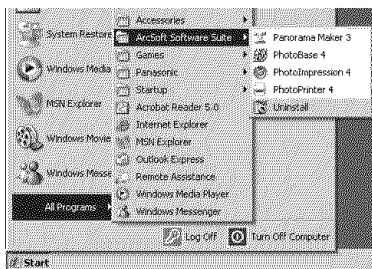 System Restore
Windows Media
MSN Explorer
Windows Movie
Windows Messe
All Programs
Accessories
ArcSoft Software Suite
Games
Panasonic
Startup
Acrobat Reader 5.0
Internet Explorer
MSN Explorer
Outlook Express
Remote Assistance
Windows Media Player
Windows Messenger
Panorama Maker 3
PhotoBase 4
PhotoImpression 4
PhotoPrinter 4
Uninstall
Log Off
Turn Off Computer
Start